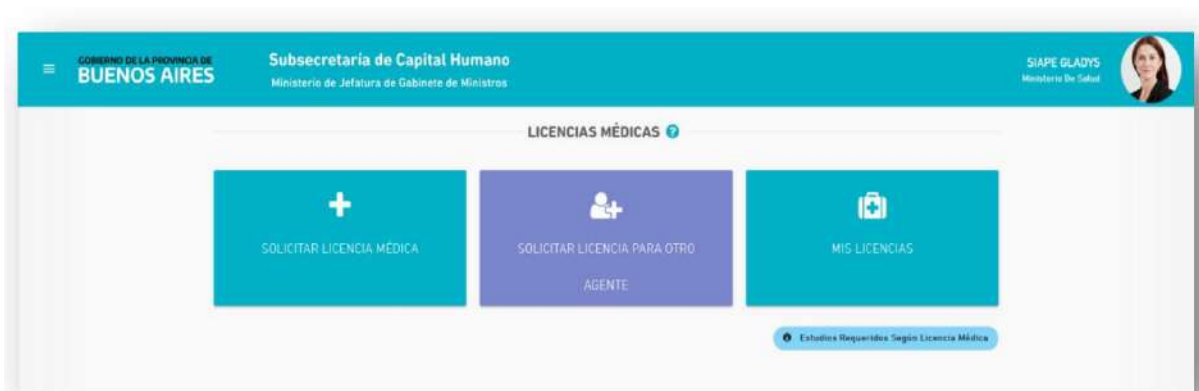 GOBIERNO DE LA PROVINCIA DE
BUENOS AIRES
Subsecretaría de Capital Humano
Ministerio de Jefatura de Gabinete de Ministros
SIAPE GLADYS
Ministerio De Salud
LICENCIAS MÉDICAS ?
SOLICITAR LICENCIA MÉDICA
SOLICITAR LICENCIA PARA OTRO
AGENTE
MIS LICENCIAS
Estudios Requeridos Según Licencia Médica